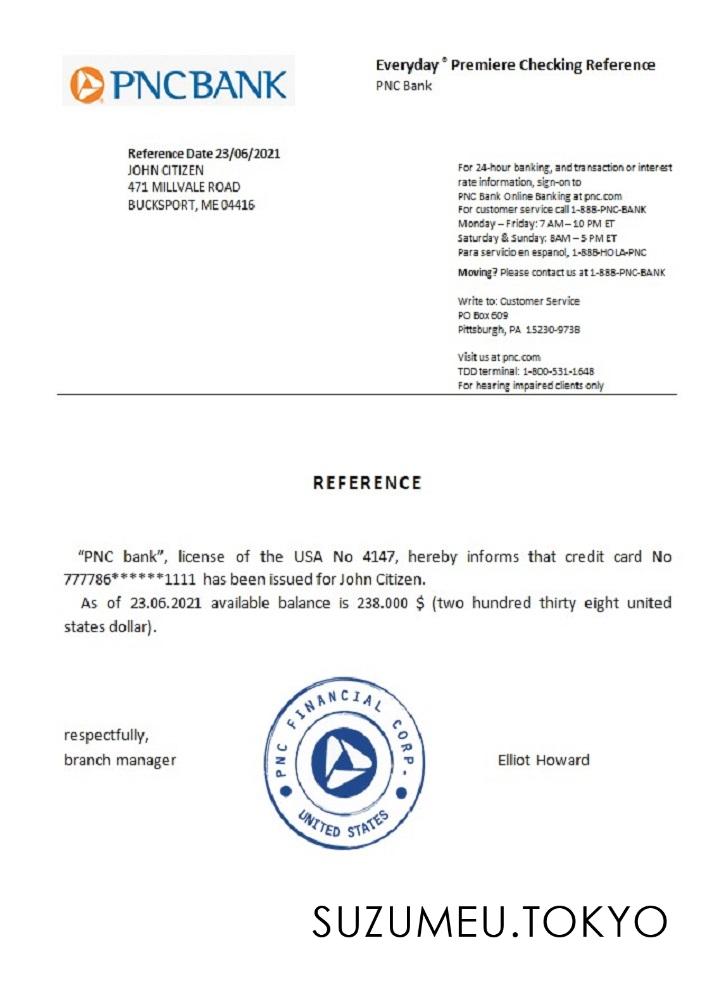 PNCBANK
Everyday ® Premiere Checking Reference
PNC Bank
Reference Date 23/06/2021
JOHN CITIZEN
471 MILLVALE ROAD
BUCKSPORT, ME 04416
For 24-hour banking, and transaction or interest
rate information, sign-on to
PNC Bank Online Banking at pnc.com
For customer service call 1-888-PNC-BANK
Monday – Friday: 7 AM – 10 PM ET
Saturday & Sunday: 8AM – 5 PM ET
Para servicio en espanol, 1-888-HOLA-PNC
Moving? Please contact us at 1-888-PNC-BANK
Write to: Customer Service
PO Box 609
Pittsburgh, PA 15230-9738
Visit us at pnc.com
TDD terminal: 1-800-531-1648
For hearing impaired clients only
REFERENCE
“PNC bank”, license of the USA No 4147, hereby informs that credit card No
777786******1111 has been issued for John Citizen.
As of 23.06.2021 available balance is 238.000 $ (two hundred thirty eight united
states dollar).
respectfully,
branch manager
PNC FINANCIAL CORP.
UNITED STATES
Elliot Howard
SUZUMEU.TOKYO